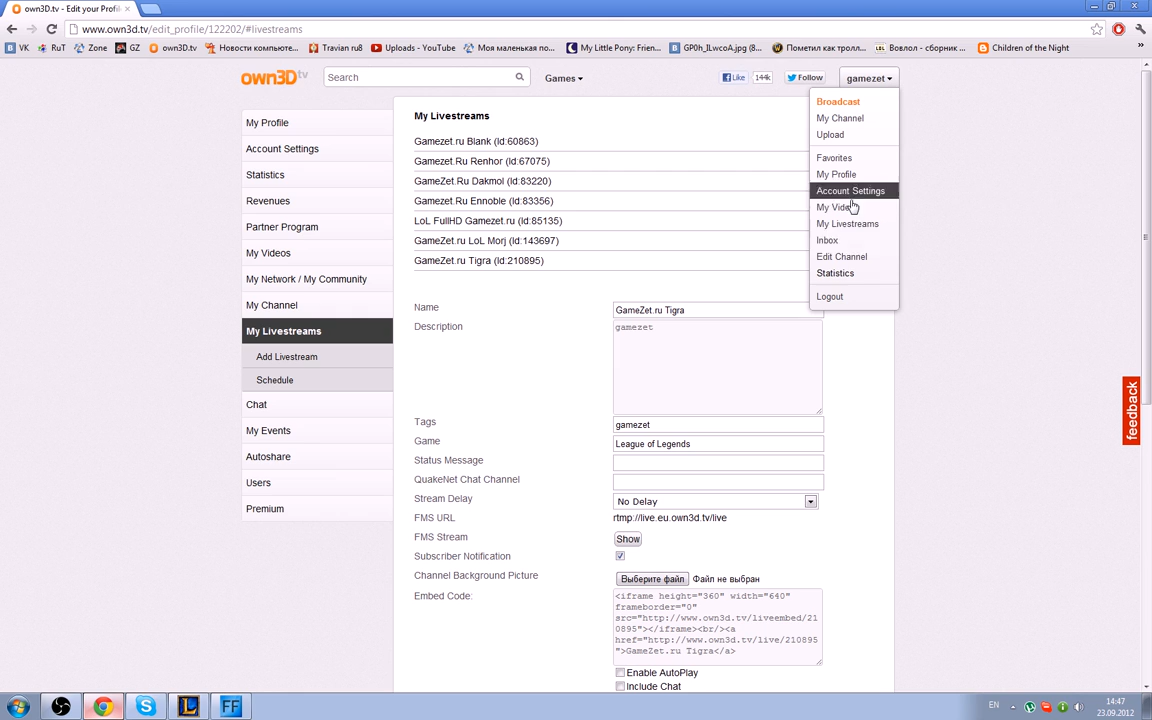 own3D.tv - Edit your Profil
www.own3d.tv/edit_profile/122202/#livestreams
VK RuT Zone GZ own3d.tv Новости компьюте... Travian ru8 Uploads - YouTube Моя маленькая по... My Little Pony: Frien... GP0h_ILwcoA.jpg (8... Пометил как тролл... Вовлол - сборник ... Children of the Night
own3D tv Search Games Like 144k Follow gamezet
Broadcast
My Channel
Upload
Favorites
My Profile
Account Settings
My Vide
My Livestreams
Inbox
Edit Channel
Statistics
Logout
My Profile
Account Settings
Statistics
Revenues
Partner Program
My Videos
My Network / My Community
My Channel
My Livestreams
Add Livestream
Schedule
Chat
My Events
Autoshare
Users
Premium
My Livestreams
Gamezet.ru Blank (Id:60863)
Gamezet.Ru Renhor (Id:67075)
GameZet.Ru Dakmol (Id:83220)
Gamezet.Ru Ennoble (Id:83356)
LoL FullHD Gamezet.ru (Id:85135)
GameZet.ru LoL Morj (Id:143697)
GameZet.ru Tigra (Id:210895)
Name GameZet.ru Tigra
Description gamezet
Tags gamezet
Game League of Legends
Status Message
QuakeNet Chat Channel
Stream Delay No Delay
FMS URL rtmp://live.eu.own3d.tv/live
FMS Stream Show
Subscriber Notification
Channel Background Picture Выберите файл Файл не выбран
Embed Code: <iframe height="360" width="640"
frameborder="0"
src="http://www.own3d.tv/liveembed/21
0895"></iframe><br/><a
href="http://www.own3d.tv/live/210895
">GameZet.ru Tigra</a>
Enable AutoPlay
Include Chat
feedback
EN 14:47
23.09.2012